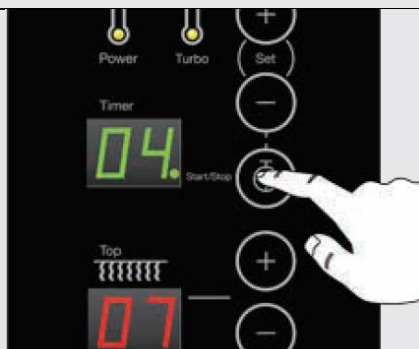 +
Power Turbo Set
−
Timer
04.
Start/Stop
Top
+
07
−